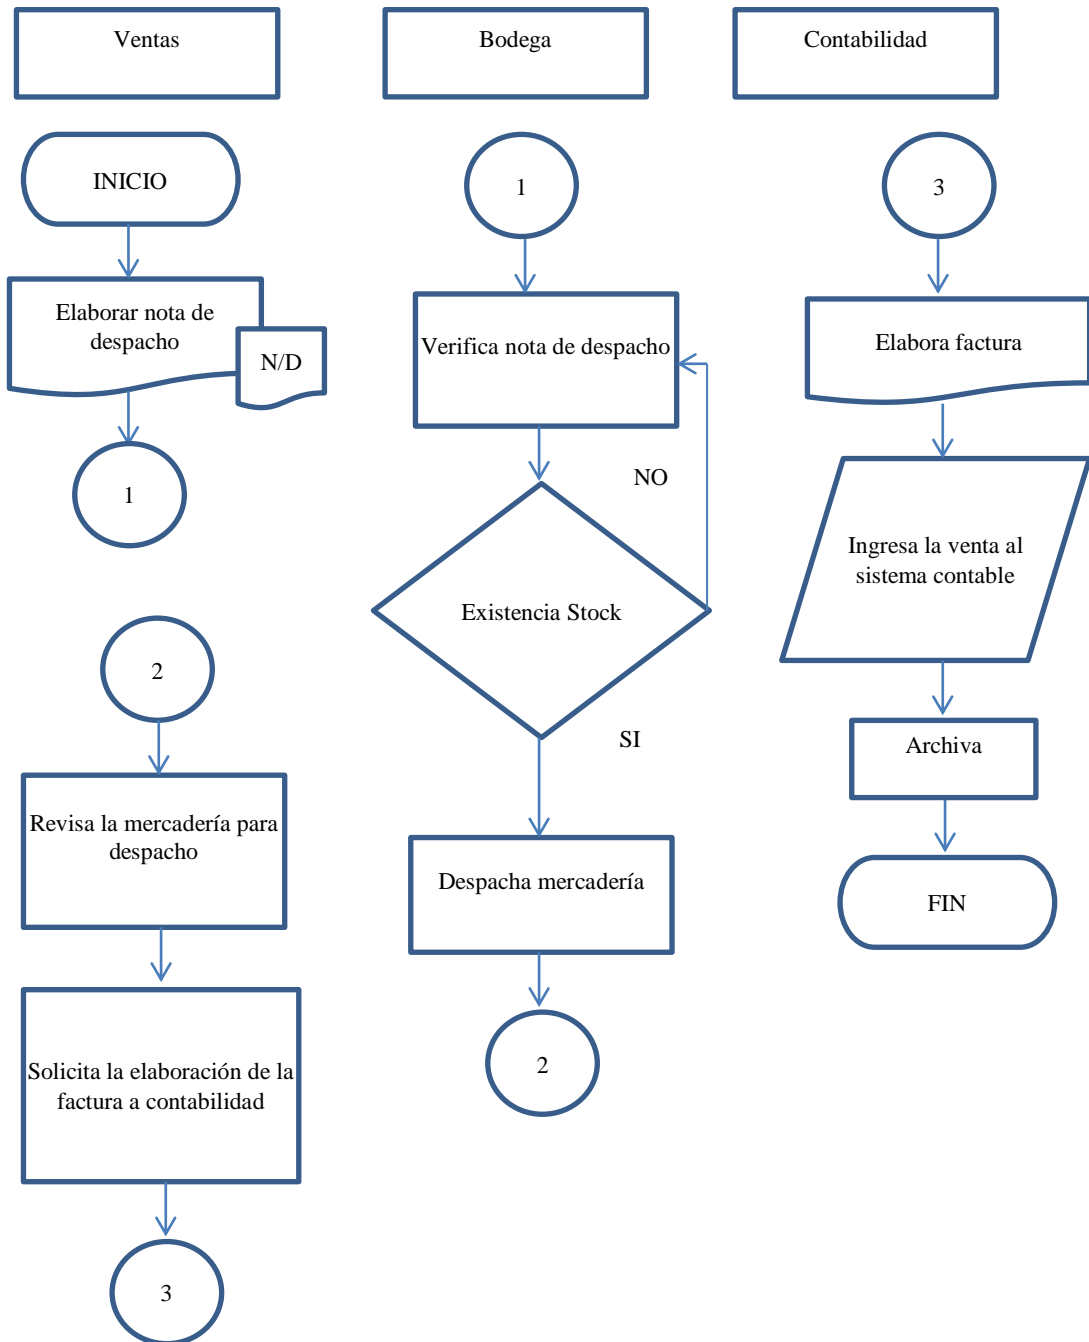 Ventas
Bodega
Contabilidad
INICIO
Elaborar nota de
despacho
N/D
1
2
Revisa la mercadería para
despacho
Solicita la elaboración de la
factura a contabilidad
3
1
Verifica nota de despacho
NO
Existencia Stock
SI
Despacha mercadería
2
3
Elabora factura
Ingresa la venta al
sistema contable
Archiva
FIN